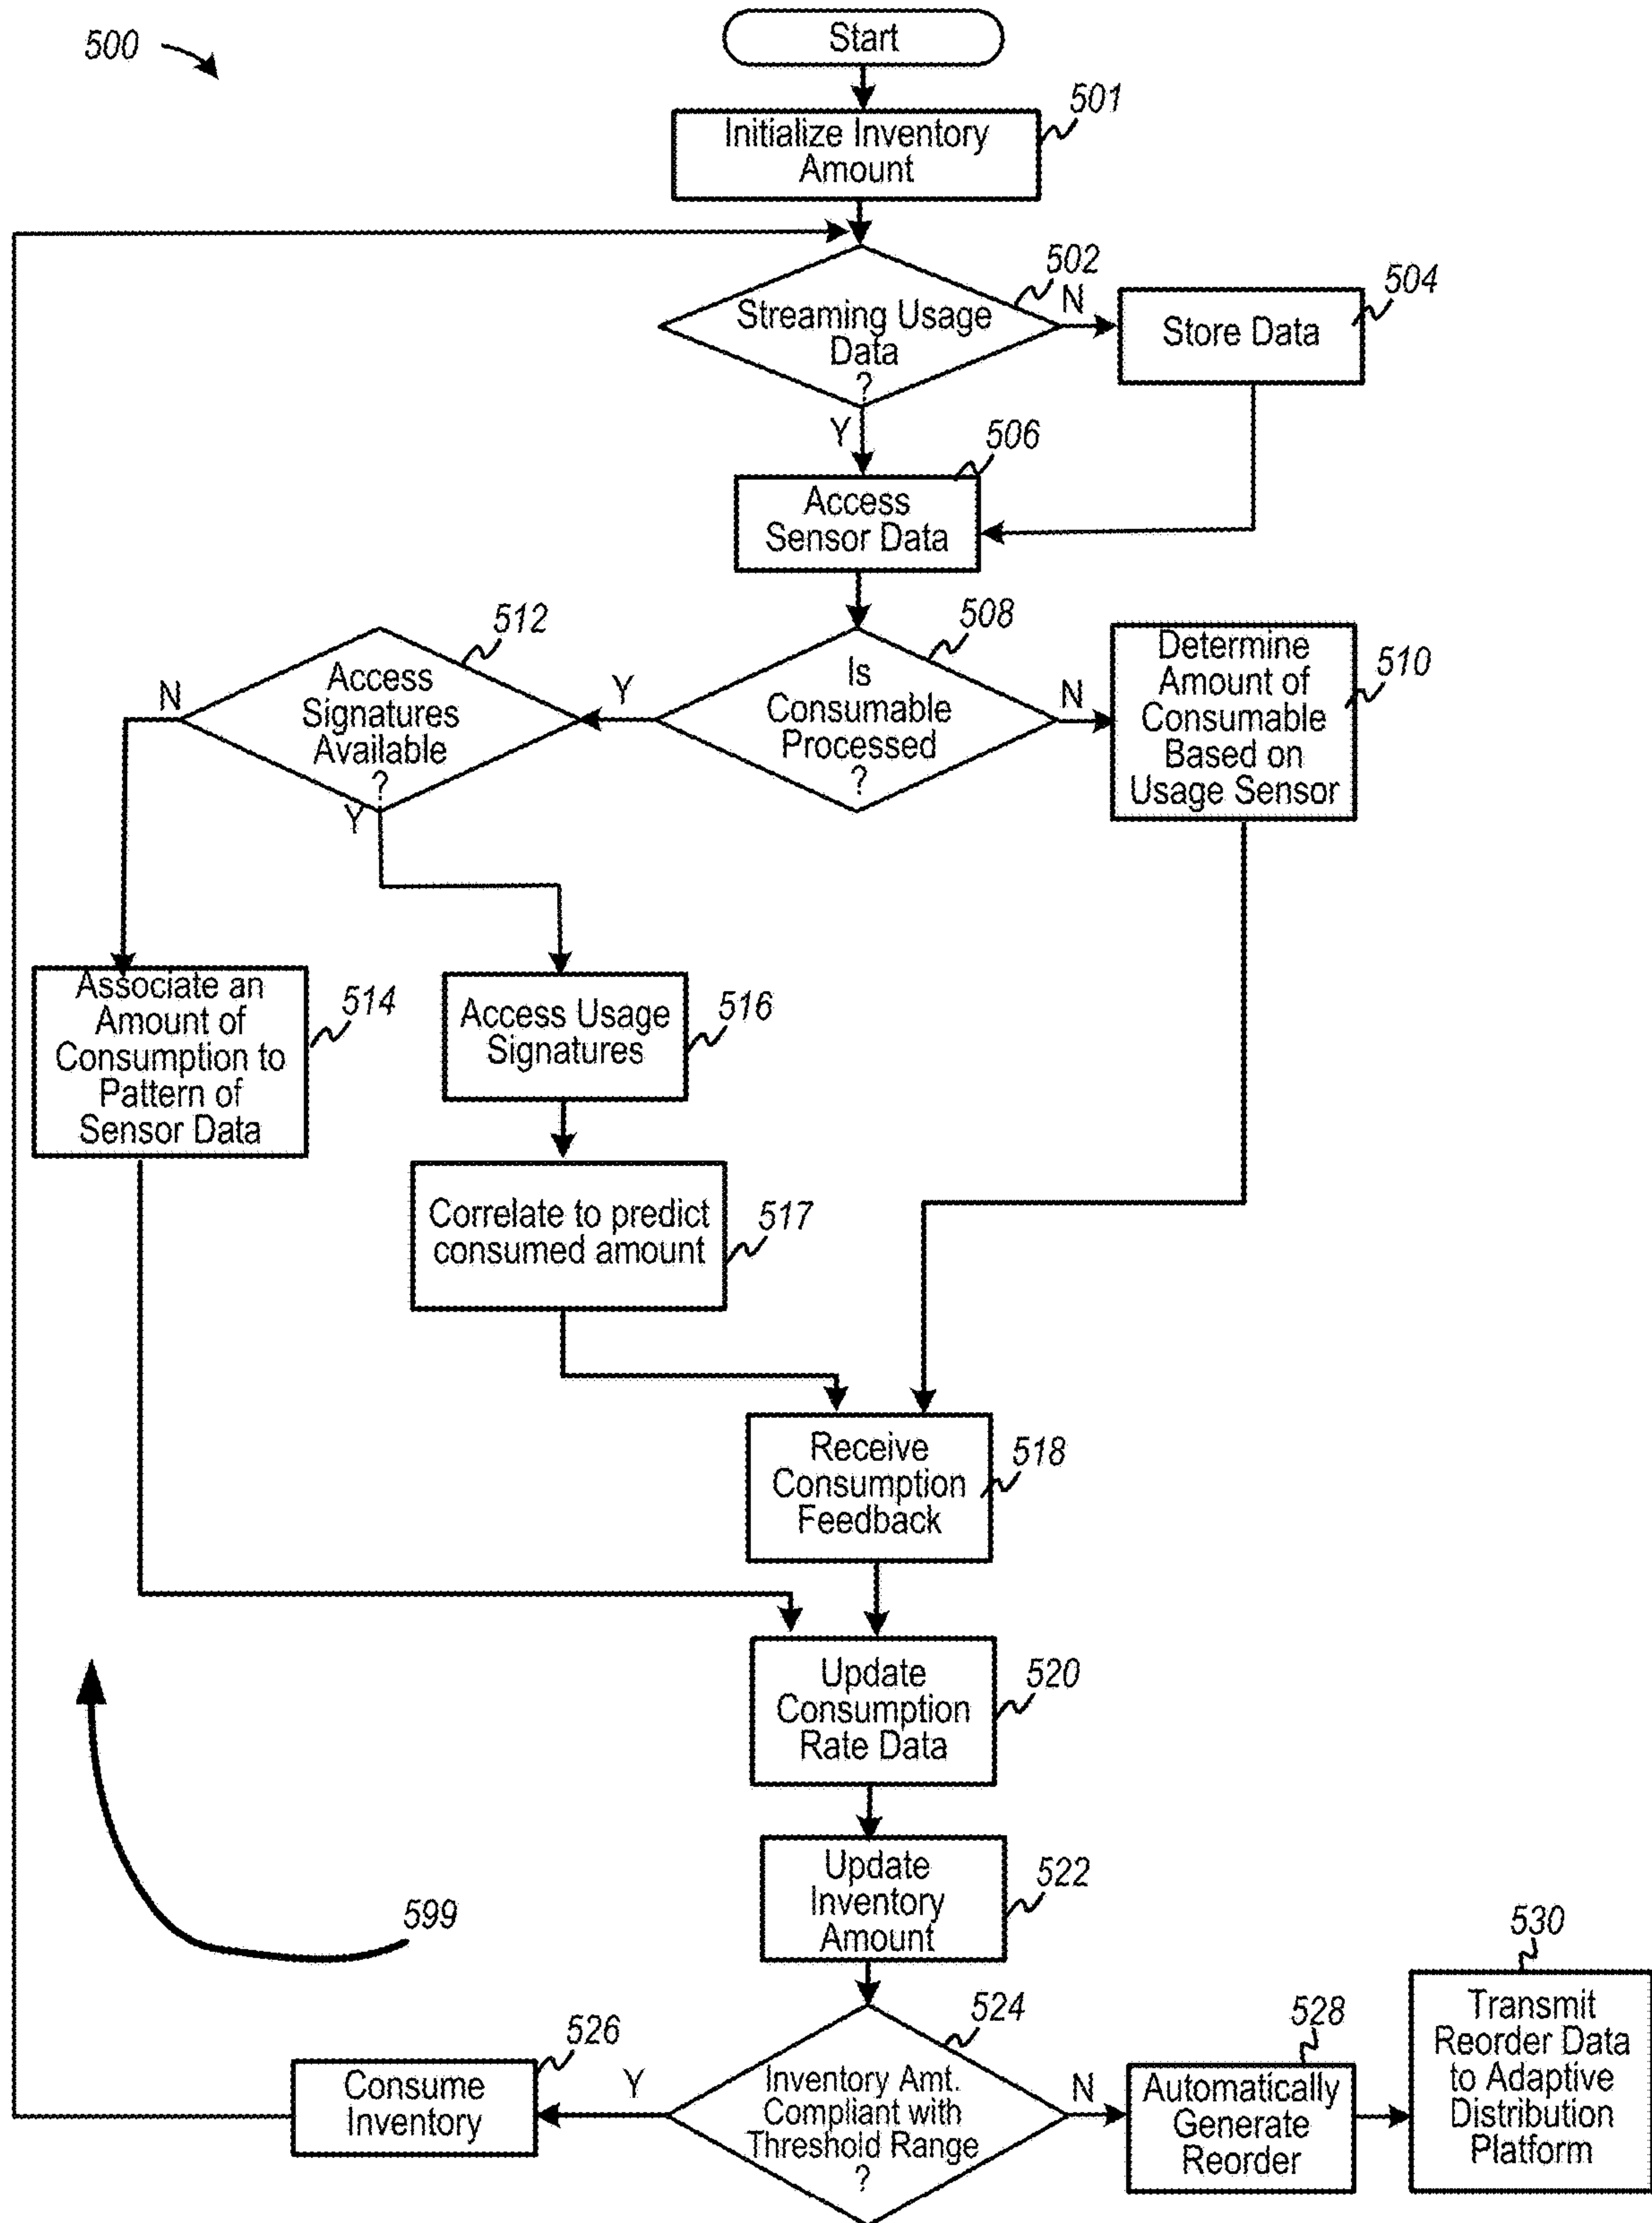 500
Start
501
Initialize Inventory
Amount
502
Streaming Usage
Data
?
N
Y
504
Store Data
506
Access
Sensor Data
508
Is
Consumable
Processed
?
Y
N
510
Determine
Amount of
Consumable
Based on
Usage Sensor
512
Access
Signatures
Available
?
N
Y
514
Associate an
Amount of
Consumption to
Pattern of
Sensor Data
516
Access Usage
Signatures
517
Correlate to predict
consumed amount
518
Receive
Consumption
Feedback
520
Update
Consumption
Rate Data
522
Update
Inventory
Amount
599
524
Inventory Amt.
Compliant with
Threshold Range
?
Y
N
526
Consume
Inventory
528
Automatically
Generate
Reorder
530
Transmit
Reorder Data
to Adaptive
Distribution
Platform